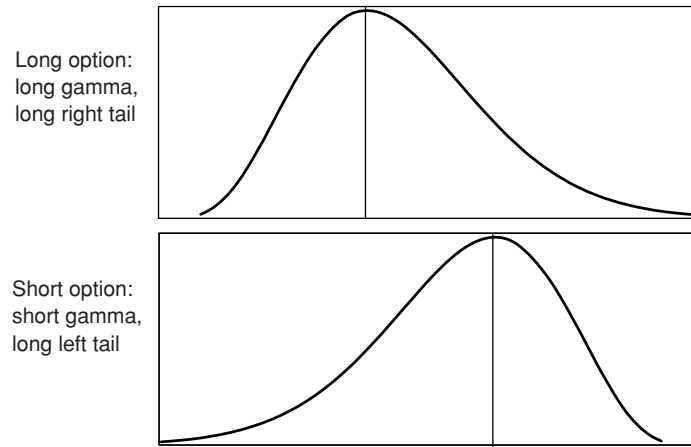 Long option:
long gamma,
long right tail
Short option:
short gamma,
long left tail